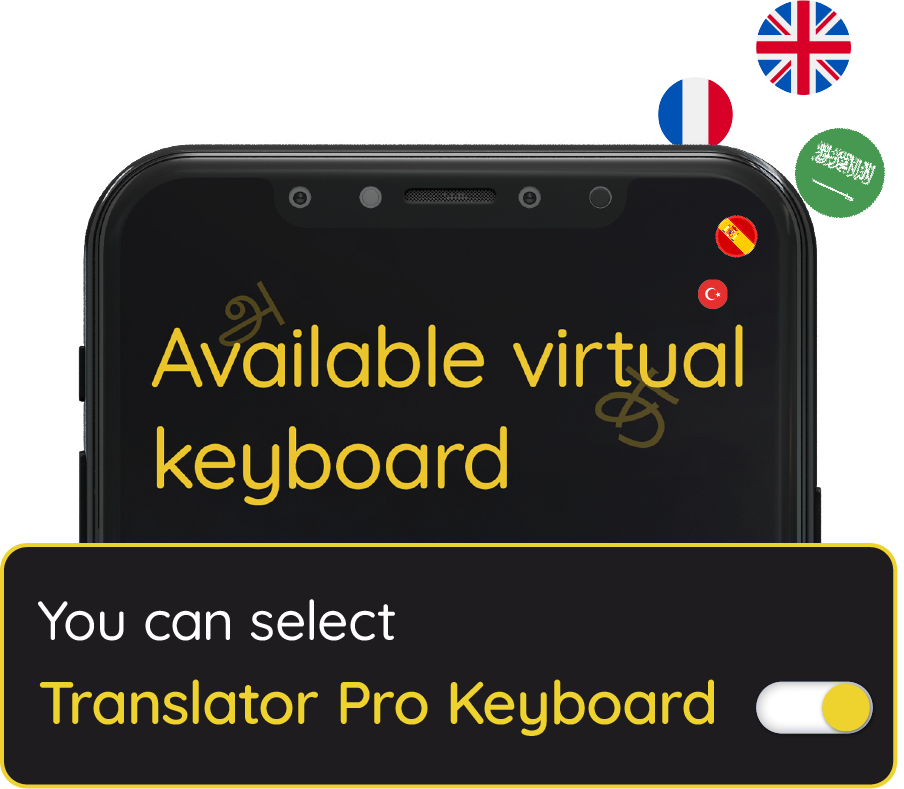 அ
Available virtual
க
keyboard
You can select
Translator Pro Keyboard